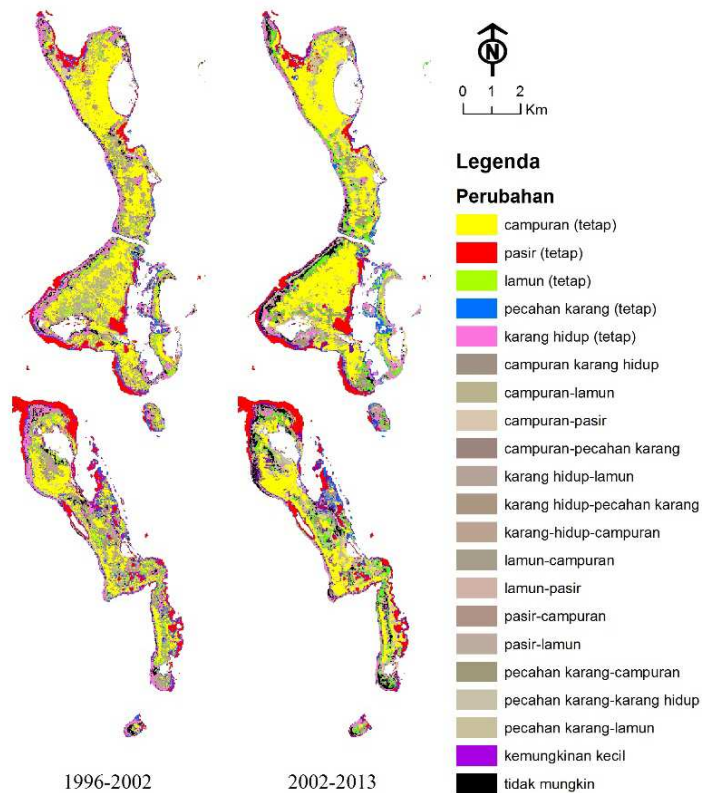 N
0 1 2
Km
Legenda
Perubahan
campuran (tetap)
pasir (tetap)
lamun (tetap)
pecahan karang (tetap)
karang hidup (tetap)
campuran karang hidup
campuran-lamun
campuran-pasir
campuran-pecahan karang
karang hidup-lamun
karang hidup-pecahan karang
karang-hidup-campuran
lamun-campuran
lamun-pasir
pasir-campuran
pasir-lamun
pecahan karang-campuran
pecahan karang-karang hidup
pecahan karang-lamun
kemungkinan kecil
tidak mungkin
1996-2002
2002-2013